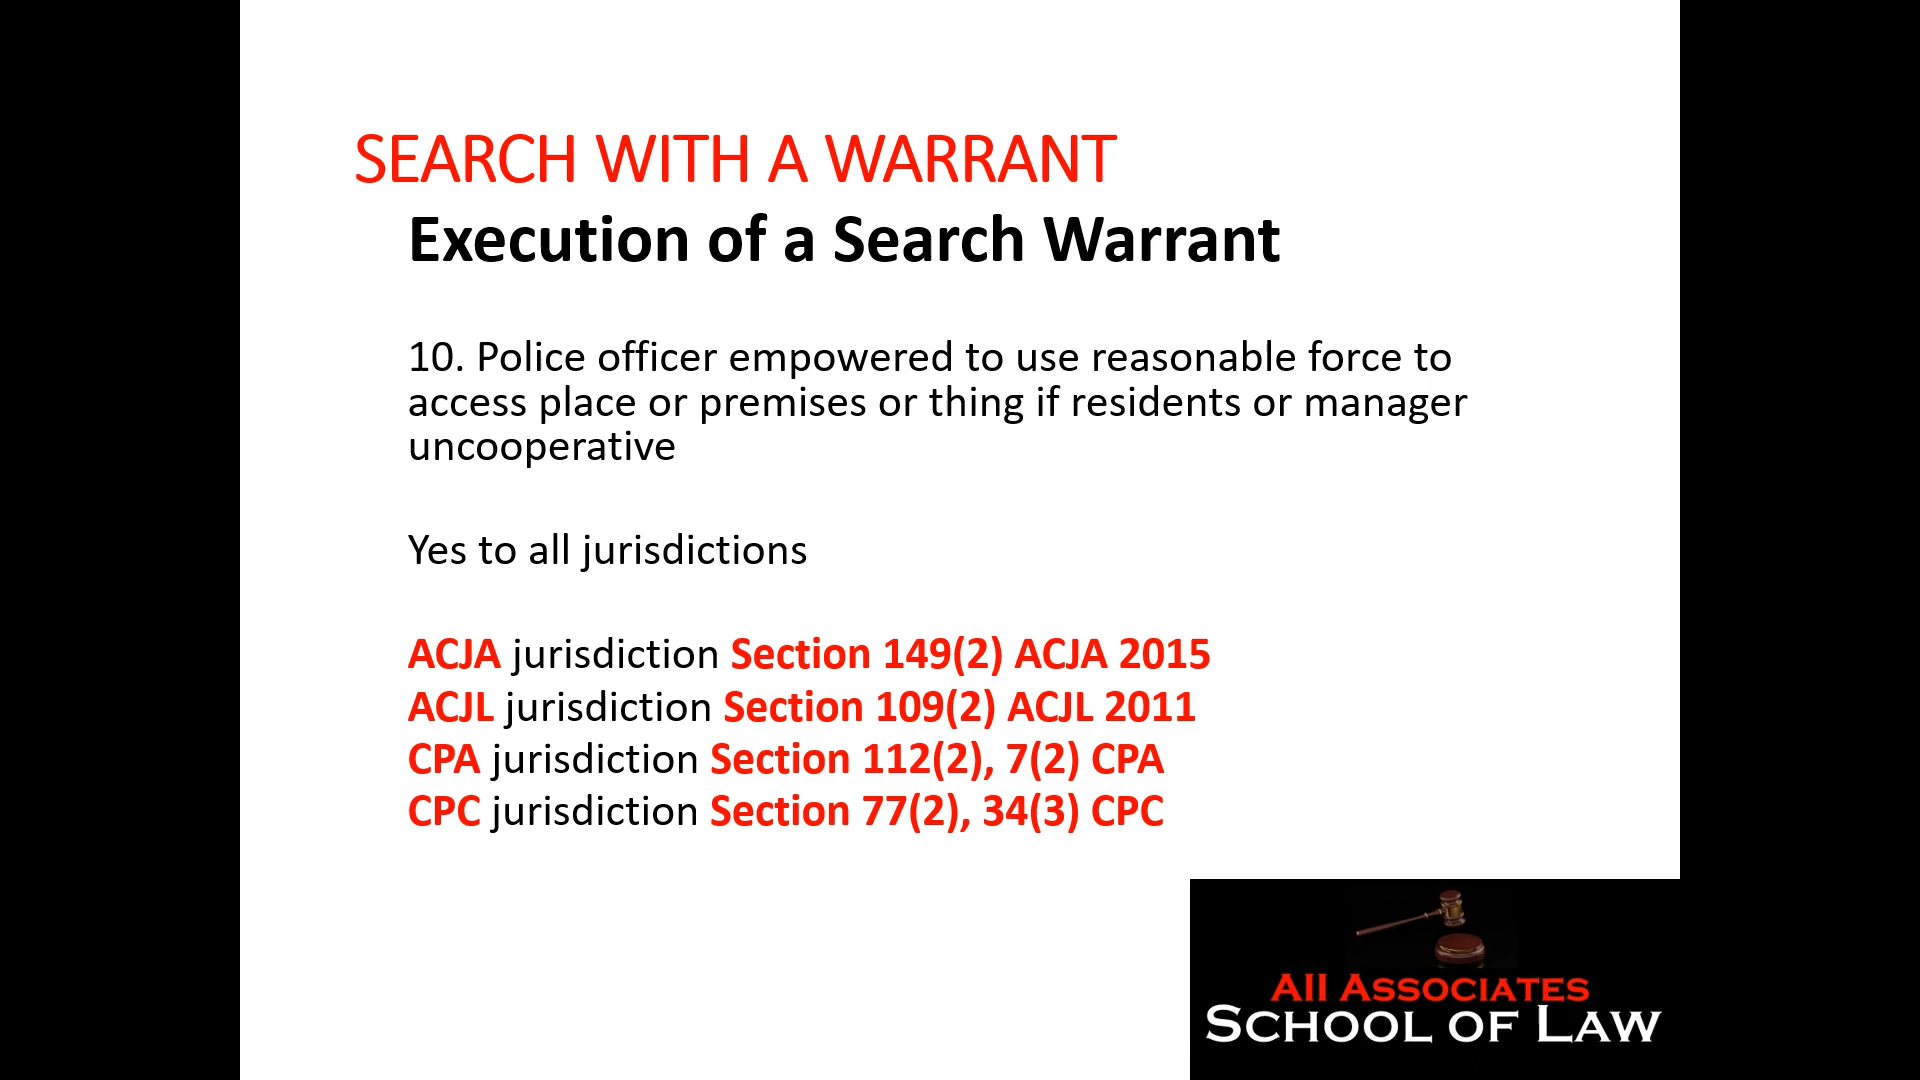 SEARCH WITH A WARRANT
Execution of a Search Warrant
10. Police officer empowered to use reasonable force to
access place or premises or thing if residents or manager
uncooperative
Yes to all jurisdictions
ACJA jurisdiction Section 149(2) ACJA 2015
ACJL jurisdiction Section 109(2) ACJL 2011
CPA jurisdiction Section 112(2), 7(2) CPA
CPC jurisdiction Section 77(2), 34(3) CPC
All Associates
School of Law